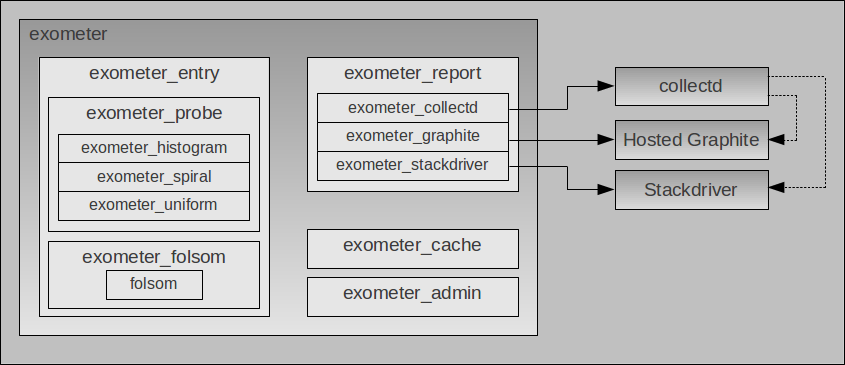 exometer
exometer_entry
exometer_probe
exometer_histogram
exometer_spiral
exometer_uniform
exometer_folsom
folsom
exometer_report
exometer_collectd
exometer_graphite
exometer_stackdriver
exometer_cache
exometer_admin
collectd
Hosted Graphite
Stackdriver